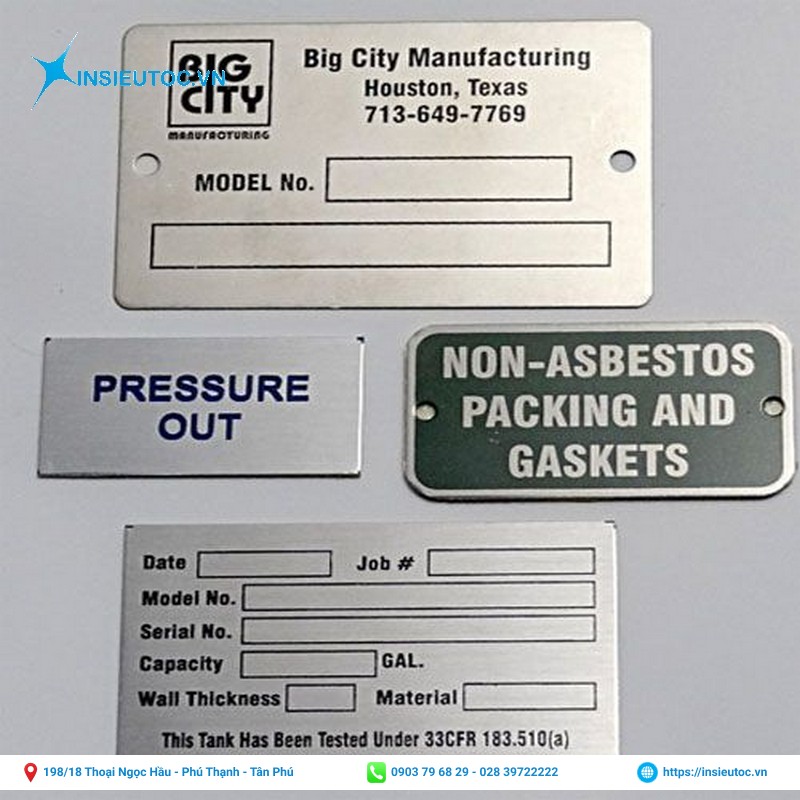 INSIEUTOC.VN
BIG
CITY
MANUFACTURING
Big City Manufacturing
Houston, Texas
713-649-7769
MODEL No.
PRESSURE
OUT
NON-ASBESTOS
PACKING AND
GASKETS
Date Job #
Model No.
Serial No.
Capacity GAL.
Wall Thickness Material
This Tank Has Been Tested Under 33CFR 183.510(a)
198/18 Thoại Ngọc Hầu - Phú Thạnh - Tân Phú 0903 79 68 29 - 028 39722222 https://insieutoc.vn